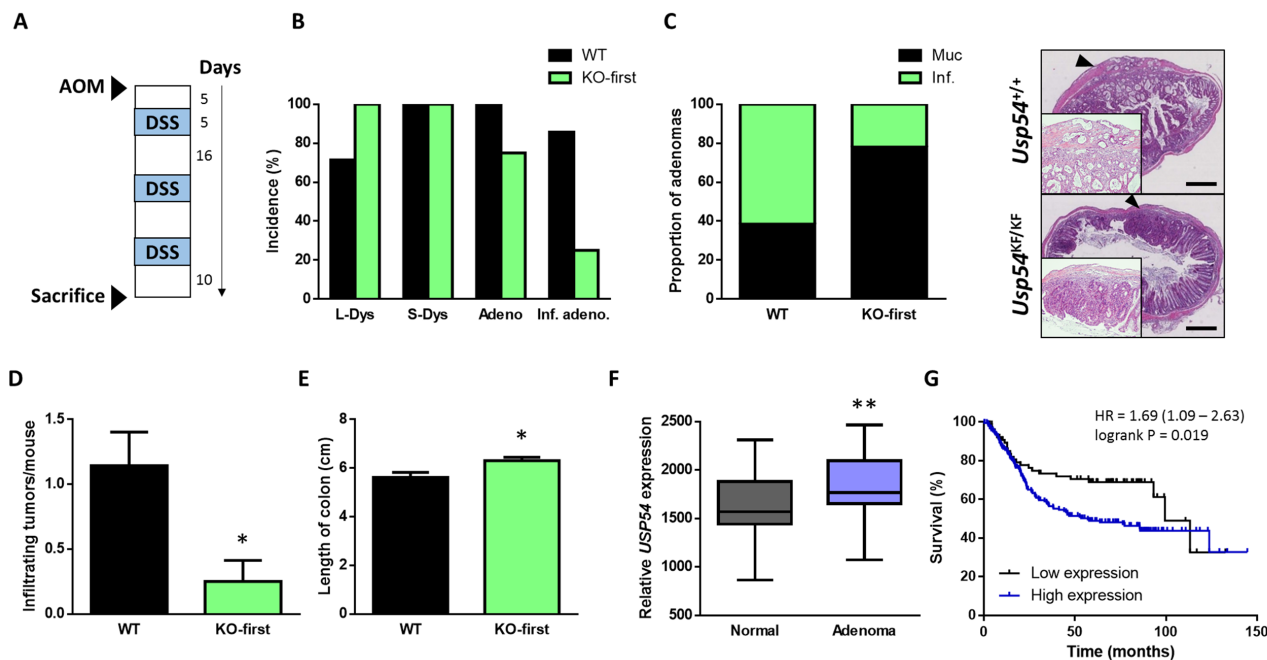 A
AOM
Days
5
DSS
5
16
DSS
DSS
10
Sacrifice
B
WT
KO-first
Incidence (%)
100
80
60
40
20
0
L-Dys S-Dys Adeno Inf. adeno.
C
Muc
Inf.
Proportion of adenomas
100
80
60
40
20
0
WT KO-first
Usp54+/+
Usp54KF/KF
D
Infiltrating tumors/mouse
1.5
1.0
0.5
0.0
*
WT KO-first
E
Length of colon (cm)
8
6
4
2
0
*
WT KO-first
F
Relative USP54 expression
2500
2000
1500
1000
500
**
Normal Adenoma
G
HR = 1.69 (1.09 – 2.63)
logrank P = 0.019
Survival (%)
100
80
60
40
20
0
Low expression
High expression
0 50 100 150
Time (months)